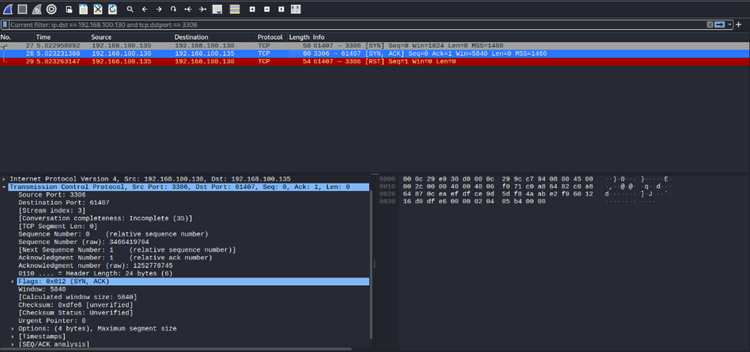 Current filter: ip.dst == 192.168.100.130 and tcp.dstport == 3306
No. Time Source Destination Protocol Length Info
27 5.022958092 192.168.100.135 192.168.100.130 TCP 58 61407 → 3306 [SYN] Seq=0 Win=1024 Len=0 MSS=1460
28 5.023231388 192.168.100.130 192.168.100.135 TCP 60 3306 → 61407 [SYN, ACK] Seq=0 Ack=1 Win=5840 Len=0 MSS=1460
29 5.023263147 192.168.100.135 192.168.100.130 TCP 54 61407 → 3306 [RST] Seq=1 Win=0 Len=0
Internet Protocol Version 4, Src: 192.168.100.130, Dst: 192.168.100.135
Transmission Control Protocol, Src Port: 3306, Dst Port: 61407, Seq: 0, Ack: 1, Len: 0
Source Port: 3306
Destination Port: 61407
[Stream index: 3]
[Conversation completeness: Incomplete (35)]
[TCP Segment Len: 0]
Sequence Number: 0 (relative sequence number)
Sequence Number (raw): 3466419704
[Next Sequence Number: 1 (relative sequence number)]
Acknowledgment Number: 1 (relative ack number)
Acknowledgment number (raw): 1252778745
0110 .... = Header Length: 24 bytes (6)
Flags: 0x012 (SYN, ACK)
Window: 5840
[Calculated window size: 5840]
Checksum: 0xdfe6 [unverified]
[Checksum Status: Unverified]
Urgent Pointer: 0
Options: (4 bytes), Maximum segment size
[Timestamps]
[SEQ/ACK analysis]
0000 00 0c 29 e9 30 d0 00 0c 29 9c c7 94 08 00 45 00
0010 00 2c 00 00 40 00 40 06 f0 71 c0 a8 64 82 c0 a8
0020 64 87 0c ea ef df ce 9d
0030 16 d0 df e6 00 00 02 04 05 b4 00 00